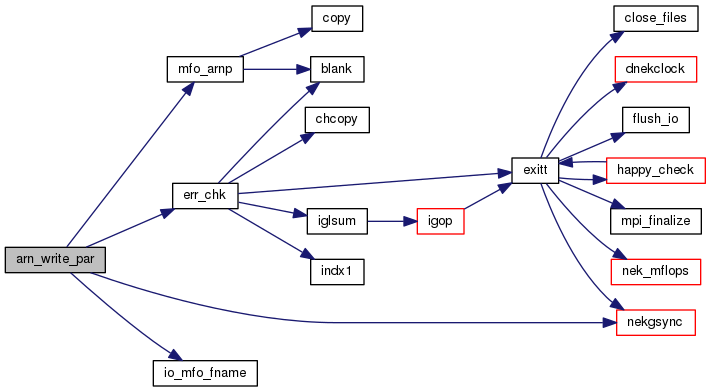 copy
close_files
mfo_arnp
blank
dnekclock
chcopy
flush_io
exitt
happy_check
err_chk
iglsum
igop
mpi_finalize
arn_write_par
indx1
nek_mflops
nekgsync
io_mfo_fname